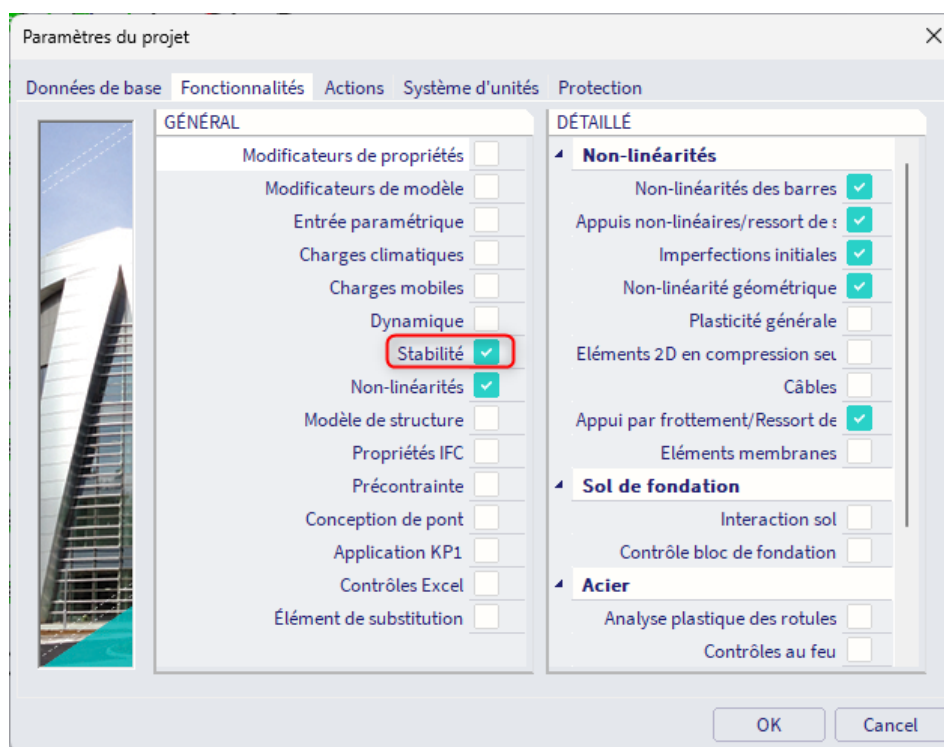 Paramètres du projet
Données de base Fonctionnalités Actions Système d'unités Protection
GÉNÉRAL
Modificateurs de propriétés
Modificateurs de modèle
Entrée paramétrique
Charges climatiques
Charges mobiles
Dynamique
Stabilité
Non-linéarités
Modèle de structure
Propriétés IFC
Précontrainte
Conception de pont
Application KP1
Contrôles Excel
Élément de substitution
DÉTAILLÉ
Non-linéarités
Non-linéarités des barres
Appuis non-linéaires/ressort de s
Imperfections initiales
Non-linéarité géométrique
Plasticité générale
Eléments 2D en compression seu
Câbles
Appui par frottement/Ressort de
Eléments membranes
Sol de fondation
Interaction sol
Contrôle bloc de fondation
Acier
Analyse plastique des rotules
Contrôles au feu
OK Cancel